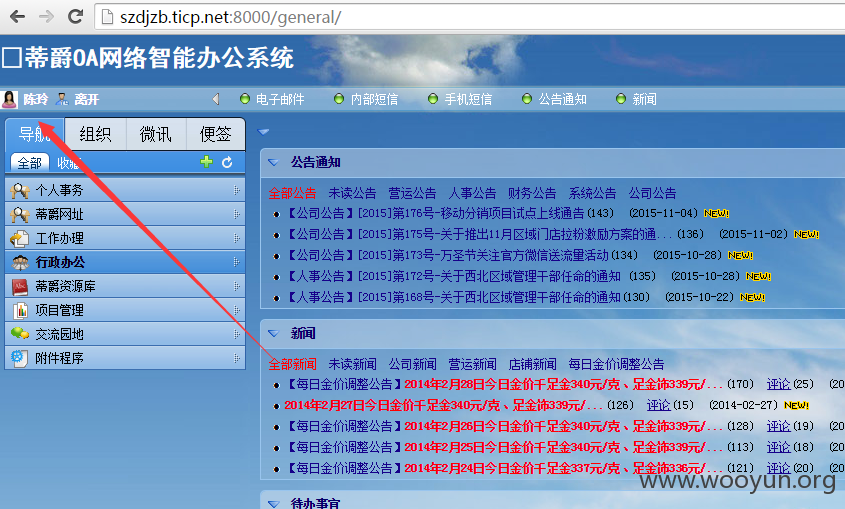 szdjzb.ticp.net:8000/general/
蒂爵OA网络智能办公系统
陈玲 离开 电子邮件 内部短信 手机短信 公告通知 新闻
导航 组织 微讯 便签
全部 收藏
个人事务
蒂爵网址
工作办理
行政办公
蒂爵资源库
项目管理
交流园地
附件程序
公告通知
全部公告 未读公告 营运公告 人事公告 财务公告 系统公告 公司公告
【公司公告】[2015]第176号-移动分销项目试点上线通告(143) (2015-11-04) NEW!
【公司公告】[2015]第175号-关于推出11月区域门店拉粉激励方案的通...(136) (2015-11-02) NEW!
【公司公告】[2015]第173号-万圣节关注官方微信送流量活动(134) (2015-10-28) NEW!
【人事公告】[2015]第172号-关于西北区域管理干部任命的通知 (135) (2015-10-28) NEW!
【人事公告】[2015]第168号-关于西北区域管理干部任命的通知(130) (2015-10-22) NEW!
新闻
全部新闻 未读新闻 公司新闻 营运新闻 店铺新闻 每日金价调整公告
【每日金价调整公告】2014年2月28日今日金价千足金340元/克、足金饰339元/...(170) 评论(25) (20
2014年2月27日今日金价千足金340元/克、足金饰339元/...(126) 评论(15) (2014-02-27) NEW!
【每日金价调整公告】2014年2月26日今日金价千足金340元/克、足金饰339元/...(128) 评论(19) (20
【每日金价调整公告】2014年2月25日今日金价千足金340元/克、足金饰339元/...(113) 评论(18) (20
【每日金价调整公告】2014年2月24日今日金价千足金337元/克、足金饰336元/...(121) 评论(20) (20
www.wooyun.org
待办事宜